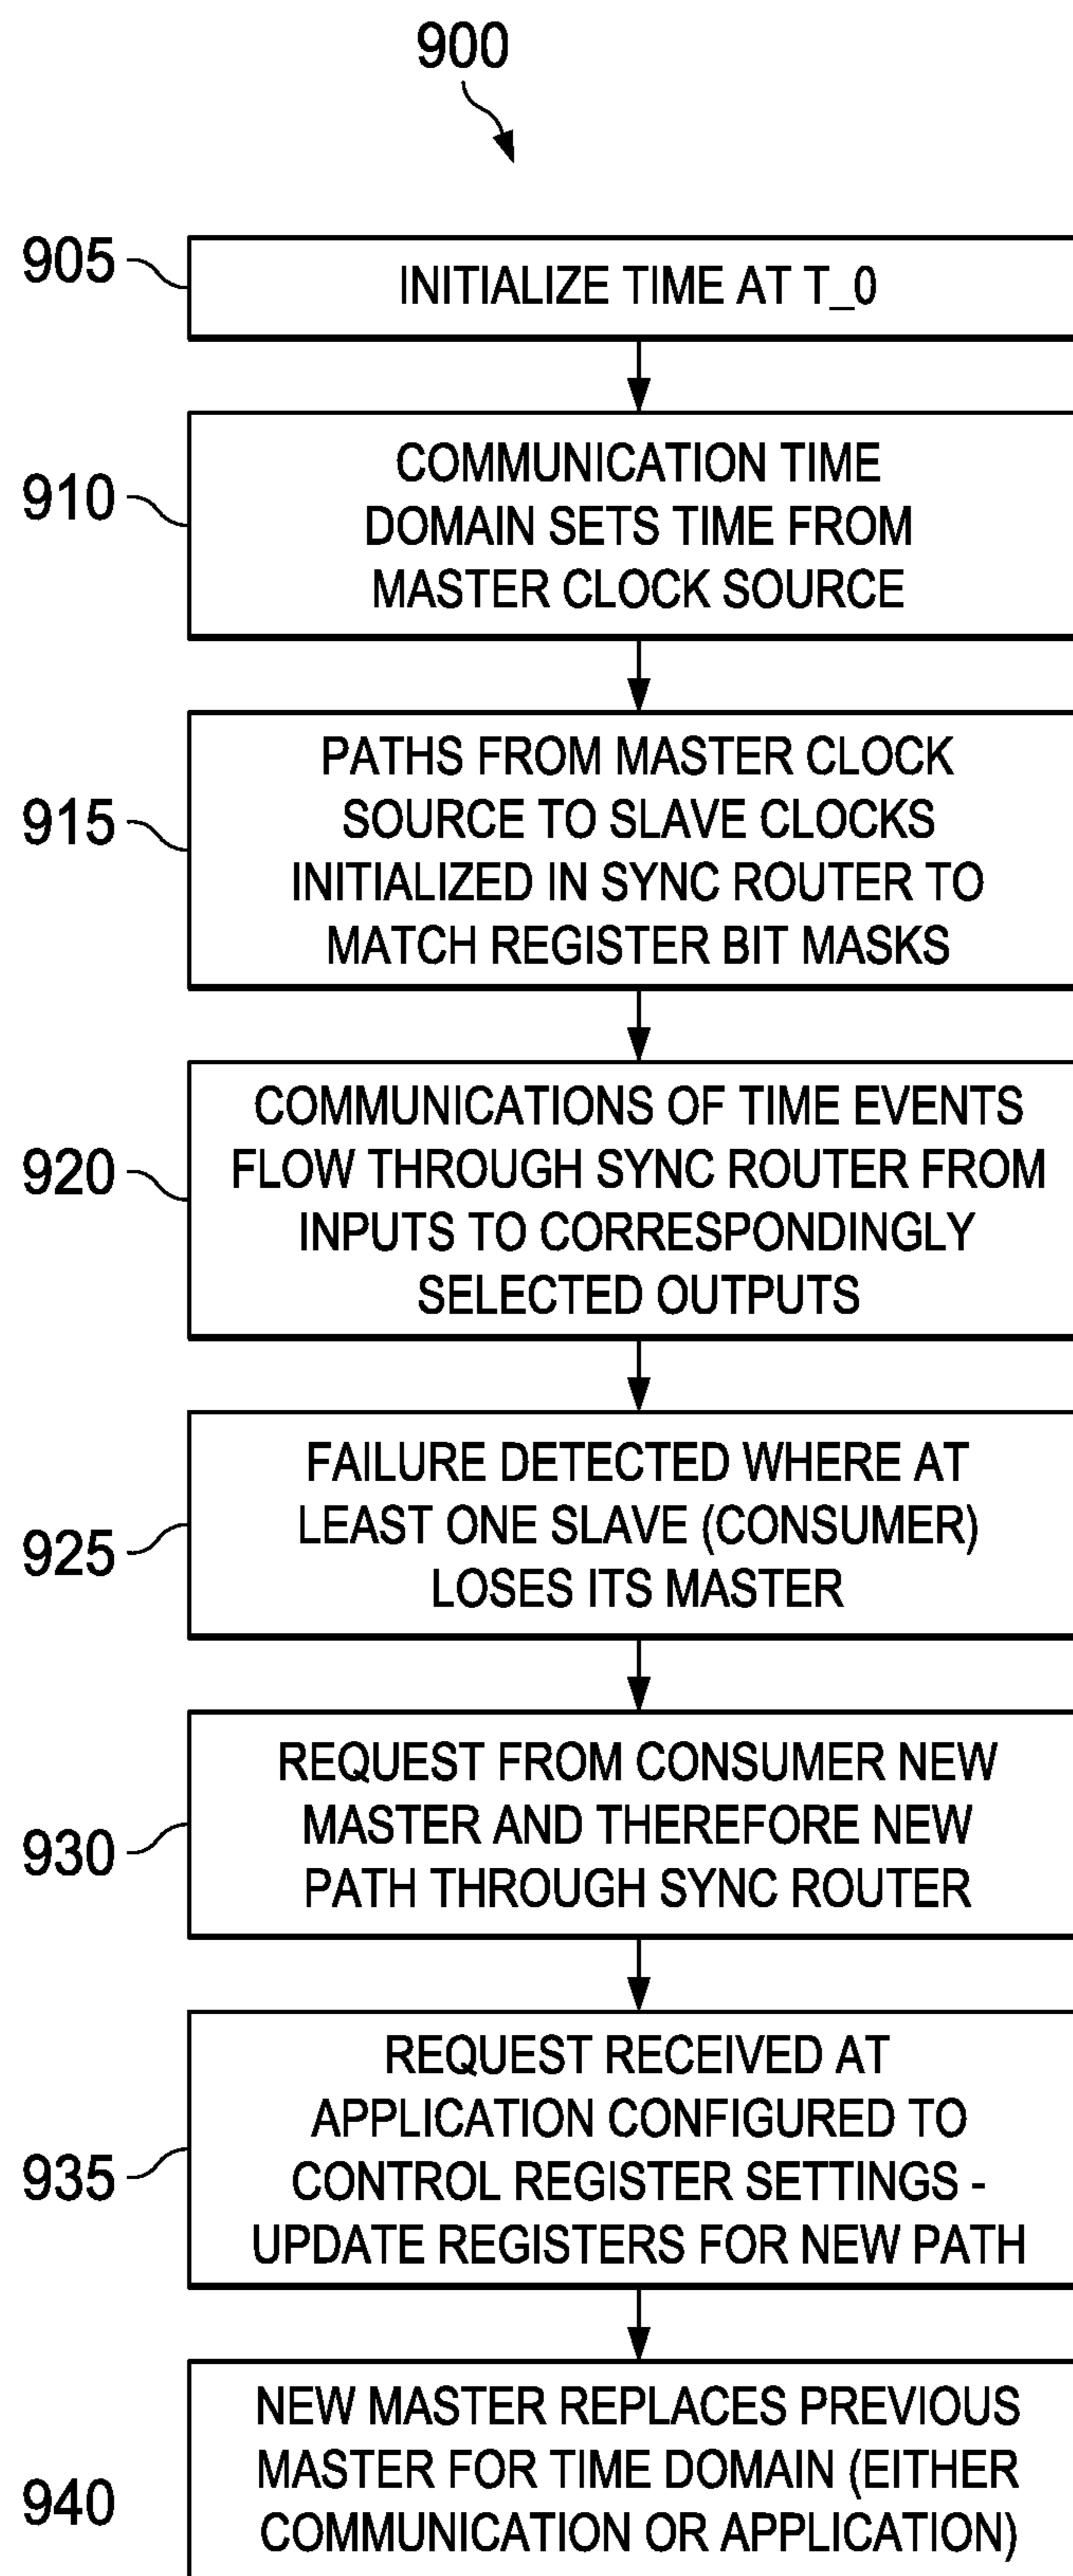 900
905
INITIALIZE TIME AT T_0
910
COMMUNICATION TIME
DOMAIN SETS TIME FROM
MASTER CLOCK SOURCE
915
PATHS FROM MASTER CLOCK
SOURCE TO SLAVE CLOCKS
INITIALIZED IN SYNC ROUTER TO
MATCH REGISTER BIT MASKS
920
COMMUNICATIONS OF TIME EVENTS
FLOW THROUGH SYNC ROUTER FROM
INPUTS TO CORRESPONDINGLY
SELECTED OUTPUTS
925
FAILURE DETECTED WHERE AT
LEAST ONE SLAVE (CONSUMER)
LOSES ITS MASTER
930
REQUEST FROM CONSUMER NEW
MASTER AND THEREFORE NEW
PATH THROUGH SYNC ROUTER
935
REQUEST RECEIVED AT
APPLICATION CONFIGURED TO
CONTROL REGISTER SETTINGS -
UPDATE REGISTERS FOR NEW PATH
940
NEW MASTER REPLACES PREVIOUS
MASTER FOR TIME DOMAIN (EITHER
COMMUNICATION OR APPLICATION)